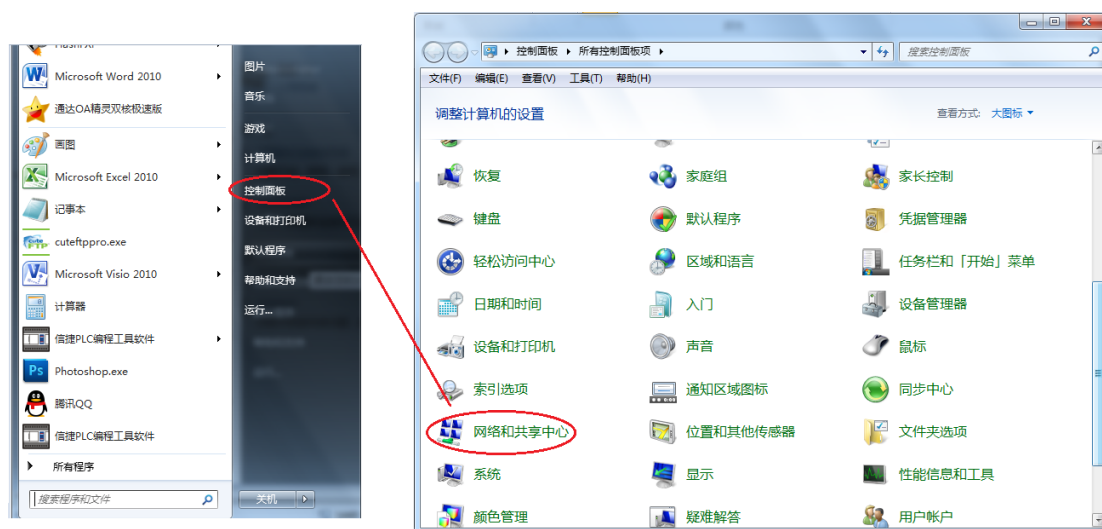 Microsoft Word 2010
通达OA精灵双核极速版
画图
Microsoft Excel 2010
记事本
cuteftppro.exe
Microsoft Visio 2010
计算器
信捷PLC编程工具软件
Photoshop.exe
腾讯QQ
信捷PLC编程工具软件
所有程序
搜索程序和文件
图片
音乐
游戏
计算机
控制面板
设备和打印机
默认程序
帮助和支持
运行...
关机
控制面板 所有控制面板项
搜索控制面板
文件(F) 编辑(E) 查看(V) 工具(T) 帮助(H)
调整计算机的设置
查看方式: 大图标
恢复 家庭组 家长控制
键盘 默认程序 凭据管理器
轻松访问中心 区域和语言 任务栏和「开始」菜单
日期和时间 入门 设备管理器
设备和打印机 声音 鼠标
索引选项 通知区域图标 同步中心
网络和共享中心 位置和其他传感器 文件夹选项
系统 显示 性能信息和工具
颜色管理 疑难解答 用户帐户